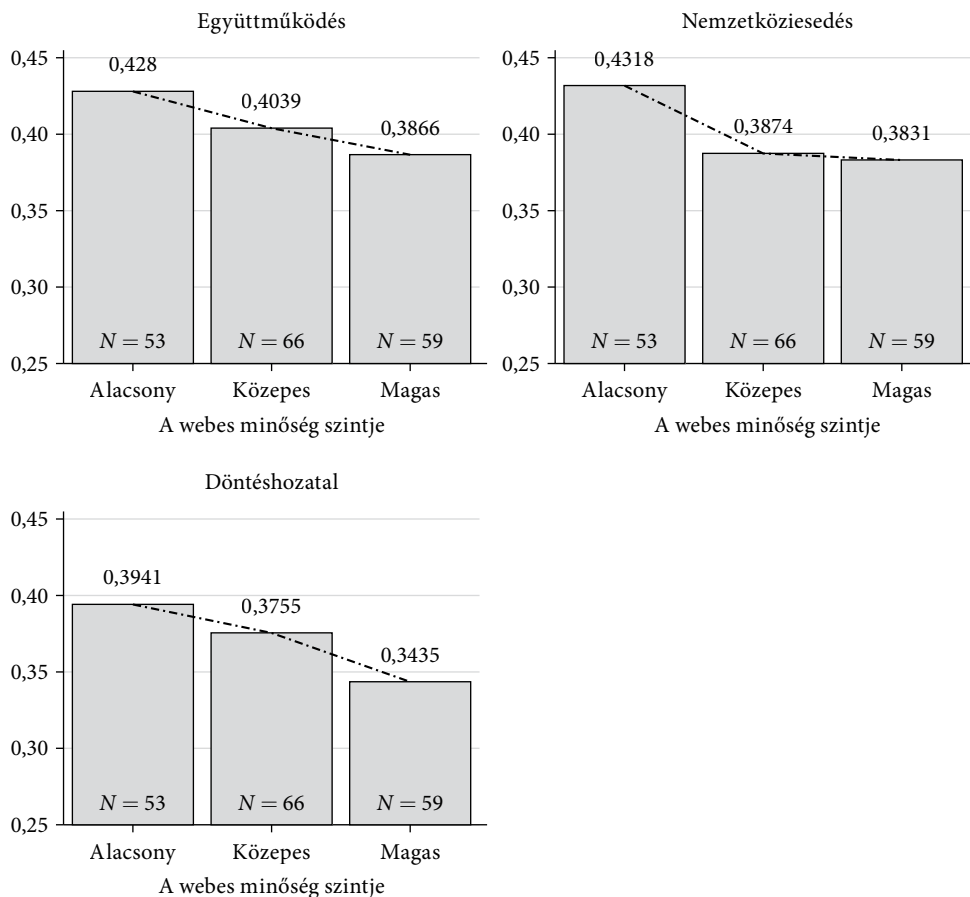 Együttműködés
0,45
0,40
0,35
0,30
0,25
0,428
0,4039
0,3866
N = 53
N = 66
N = 59
Alacsony
Közepes
Magas
A webes minőség szintje
Nemzetköziesedés
0,45
0,40
0,35
0,30
0,25
0,4318
0,3874
0,3831
N = 53
N = 66
N = 59
Alacsony
Közepes
Magas
A webes minőség szintje
Döntéshozatal
0,45
0,40
0,35
0,30
0,25
0,3941
0,3755
0,3435
N = 53
N = 66
N = 59
Alacsony
Közepes
Magas
A webes minőség szintje